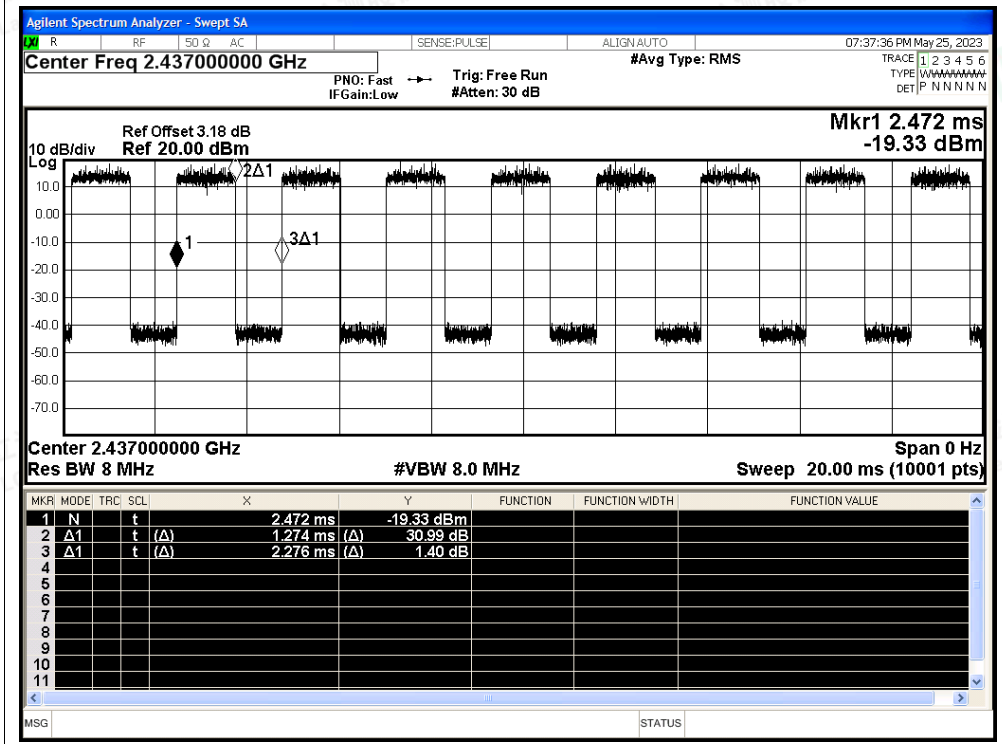 Agilent Spectrum Analyzer - Swept SA
LXI R RF 50 Ω AC SENSE:PULSE ALIGN AUTO 07:37:36 PM May 25, 2023
Center Freq 2.437000000 GHz
PNO: Fast
IFGain:Low
Trig: Free Run
#Atten: 30 dB
#Avg Type: RMS
TRACE 1 2 3 4 5 6
TYPE
DET P N N N N N
Mkr1 2.472 ms
-19.33 dBm
Ref Offset 3.18 dB
10 dB/div Ref 20.00 dBm
Log
2Δ1
10.0
0.00
-10.0
1
3Δ1
-20.0
-30.0
-40.0
-50.0
-60.0
-70.0
Center 2.437000000 GHz Span 0 Hz
Res BW 8 MHz #VBW 8.0 MHz Sweep 20.00 ms (10001 pts)
MKR MODE TRC SCL X Y FUNCTION FUNCTION WIDTH FUNCTION VALUE
1 N t 2.472 ms -19.33 dBm
2 Δ1 t (Δ) 1.274 ms (Δ) 30.99 dB
3 Δ1 t (Δ) 2.276 ms (Δ) 1.40 dB
4
5
6
7
8
9
10
11
MSG STATUS